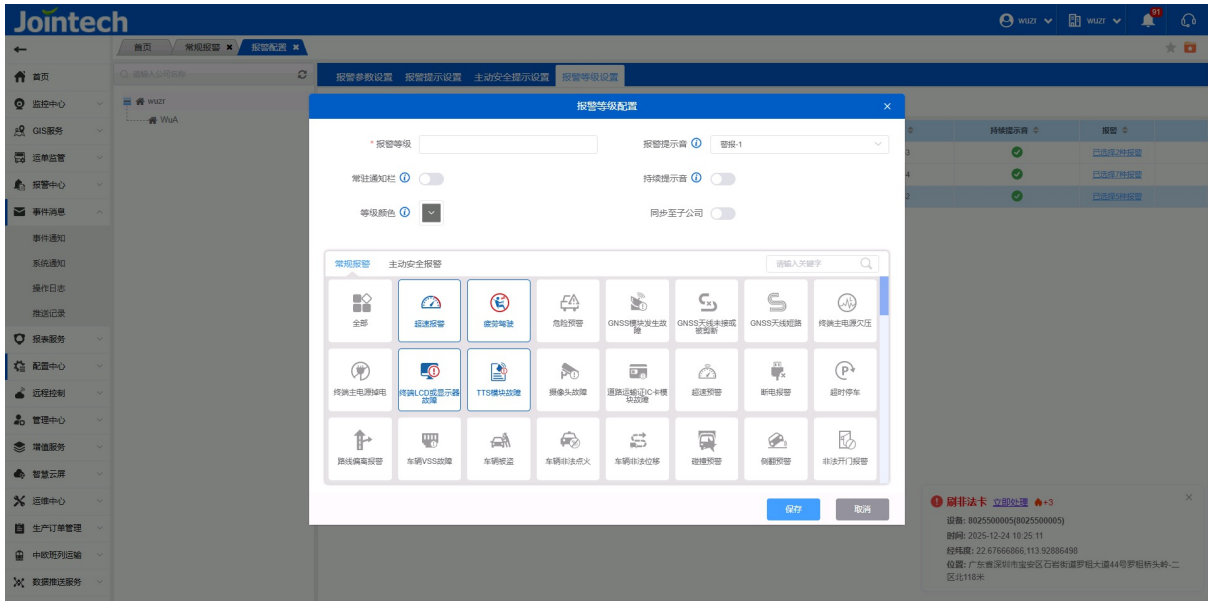 Jointech
wuzr
wuzr
91
首页
常规报警
报警配置
首页
监控中心
GIS服务
运单监管
报警中心
事件消息
事件通知
系统通知
操作日志
推送记录
报表服务
配置中心
远程控制
管理中心
增值服务
智慧云屏
运维中心
生产订单管理
中欧班列运输
数据推送服务
请输入公司名称
wuzr
WuA
报警参数设置 报警提示设置 主动安全提示设置 报警等级设置
持续提示音 报警
3 已选择2种报警
4 已选择7种报警
2 已选择5种报警
报警等级配置
* 报警等级
报警提示音 警报-1
常驻通知栏
持续提示音
等级颜色
同步至子公司
常规报警 主动安全报警
请输入关键字
全部
超速报警
疲劳驾驶
危险预警
GNSS模块发生故障
GNSS天线未接或被剪断
GNSS天线短路
终端主电源欠压
终端主电源掉电
终端LCD或显示器故障
TTS模块故障
摄像头故障
道路运输证IC卡模块故障
超速预警
断电报警
超时停车
路线偏离报警
车辆VSS故障
车辆被盗
车辆非法点火
车辆非法位移
碰撞预警
侧翻预警
非法开门报警
保存
取消
刷非法卡 立即处理 +3
设备: 8025500005(8025500005)
时间: 2025-12-24 10:25:11
经纬度: 22.67666866,113.92886490
位置: 广东省深圳市宝安区石岩街道罗租大道44号罗租桥头岭-二
区北118米